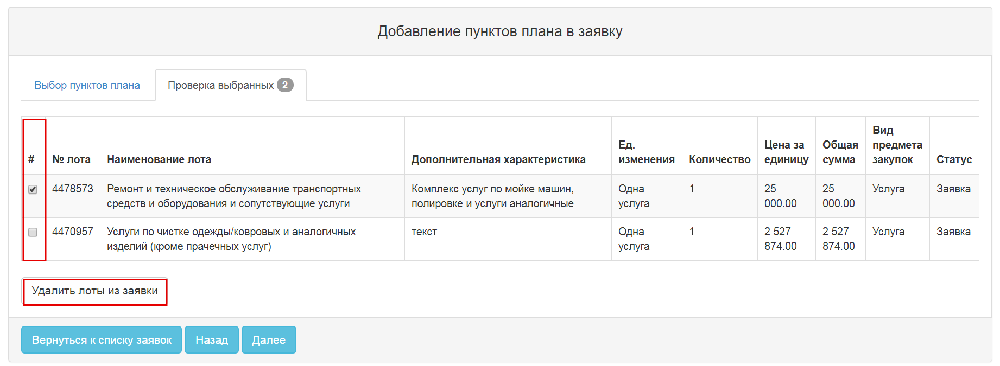 Добавление пунктов плана в заявку
Выбор пунктов плана
Проверка выбранных 2
#
№ лота
Наименование лота
Дополнительная характеристика
Ед.
изменения
Количество
Цена за
единицу
Общая
сумма
Вид
предмета
закупок
Статус
4478573
Ремонт и техническое обслуживание транспортных
средств и оборудования и сопутствующие услуги
Комплекс услуг по мойке машин,
полировке и услуги аналогичные
Одна
услуга
1
25
000.00
25
000.00
Услуга
Заявка
4470957
Услуги по чистке одежды/ковровых и аналогичных
изделий (кроме прачечных услуг)
текст
Одна
услуга
1
2 527
874.00
2 527
874.00
Услуга
Заявка
Удалить лоты из заявки
Вернуться к списку заявок
Назад
Далее